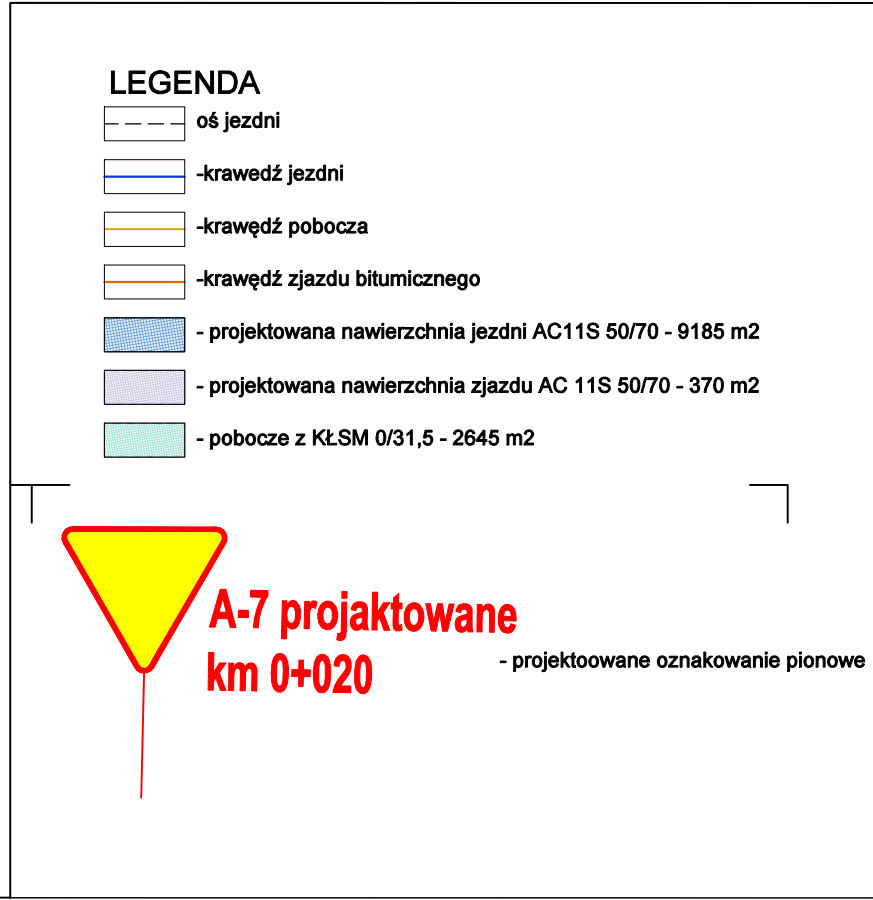 LEGENDA
oś jezdni
-krawedź jezdni
-krawędź pobocza
-krawędź zjazdu bitumicznego
- projektowana nawierzchnia jezdni AC11S 50/70 - 9185 m2
- projektowana nawierzchnia zjazdu AC 11S 50/70 - 370 m2
- pobocze z KŁSM 0/31,5 - 2645 m2
A-7 projaktowane
km 0+020
- projektoowane oznakowanie pionowe